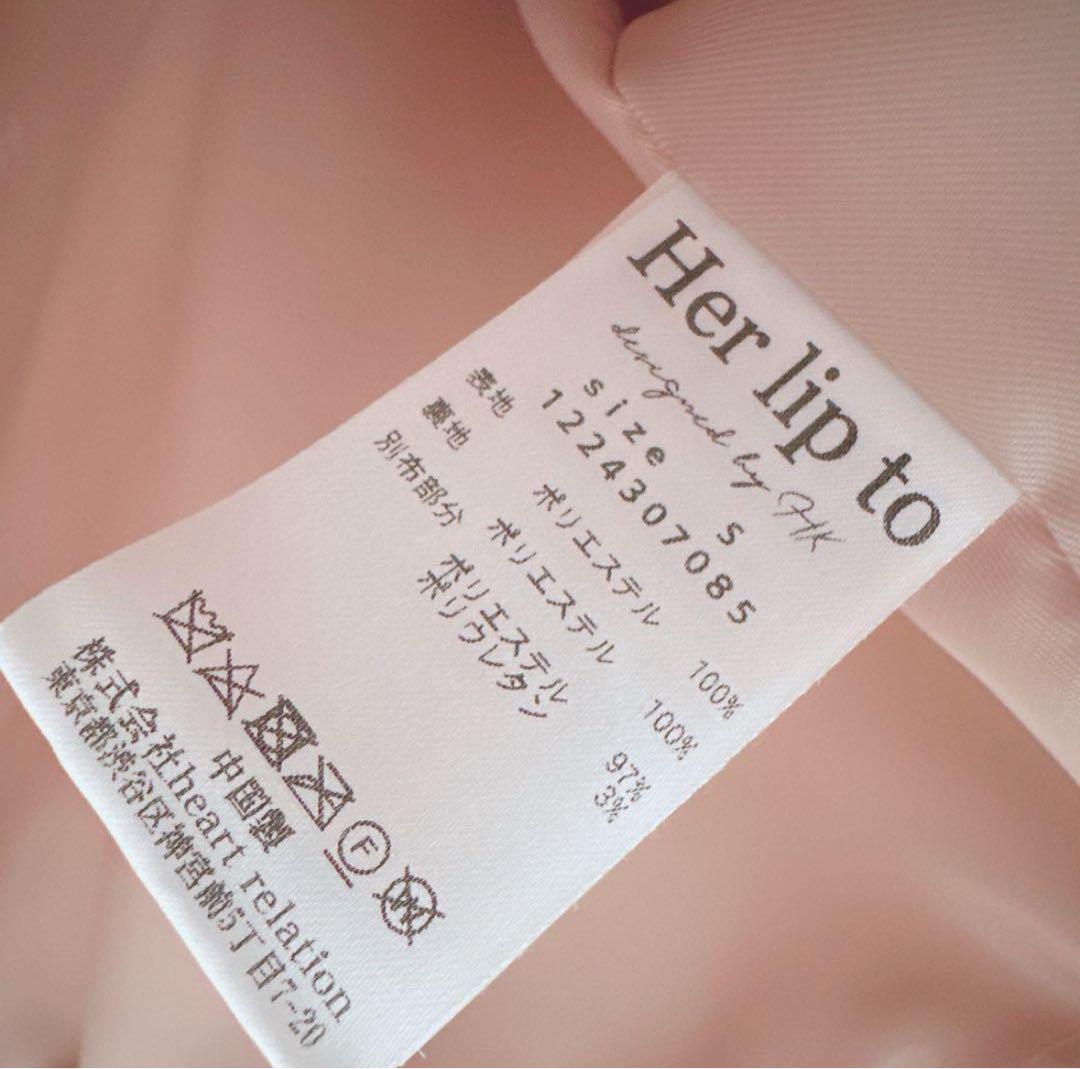 Her lip to
designed by HK
size S
1224307085
表地 ポリエステル 100%
裏地 ポリエステル 100%
別布部分 ポリエステル 97%
ポリウレタン 3%
F
W
中国製
株式会社heart relation
東京都渋谷区神宮前5丁目7-20